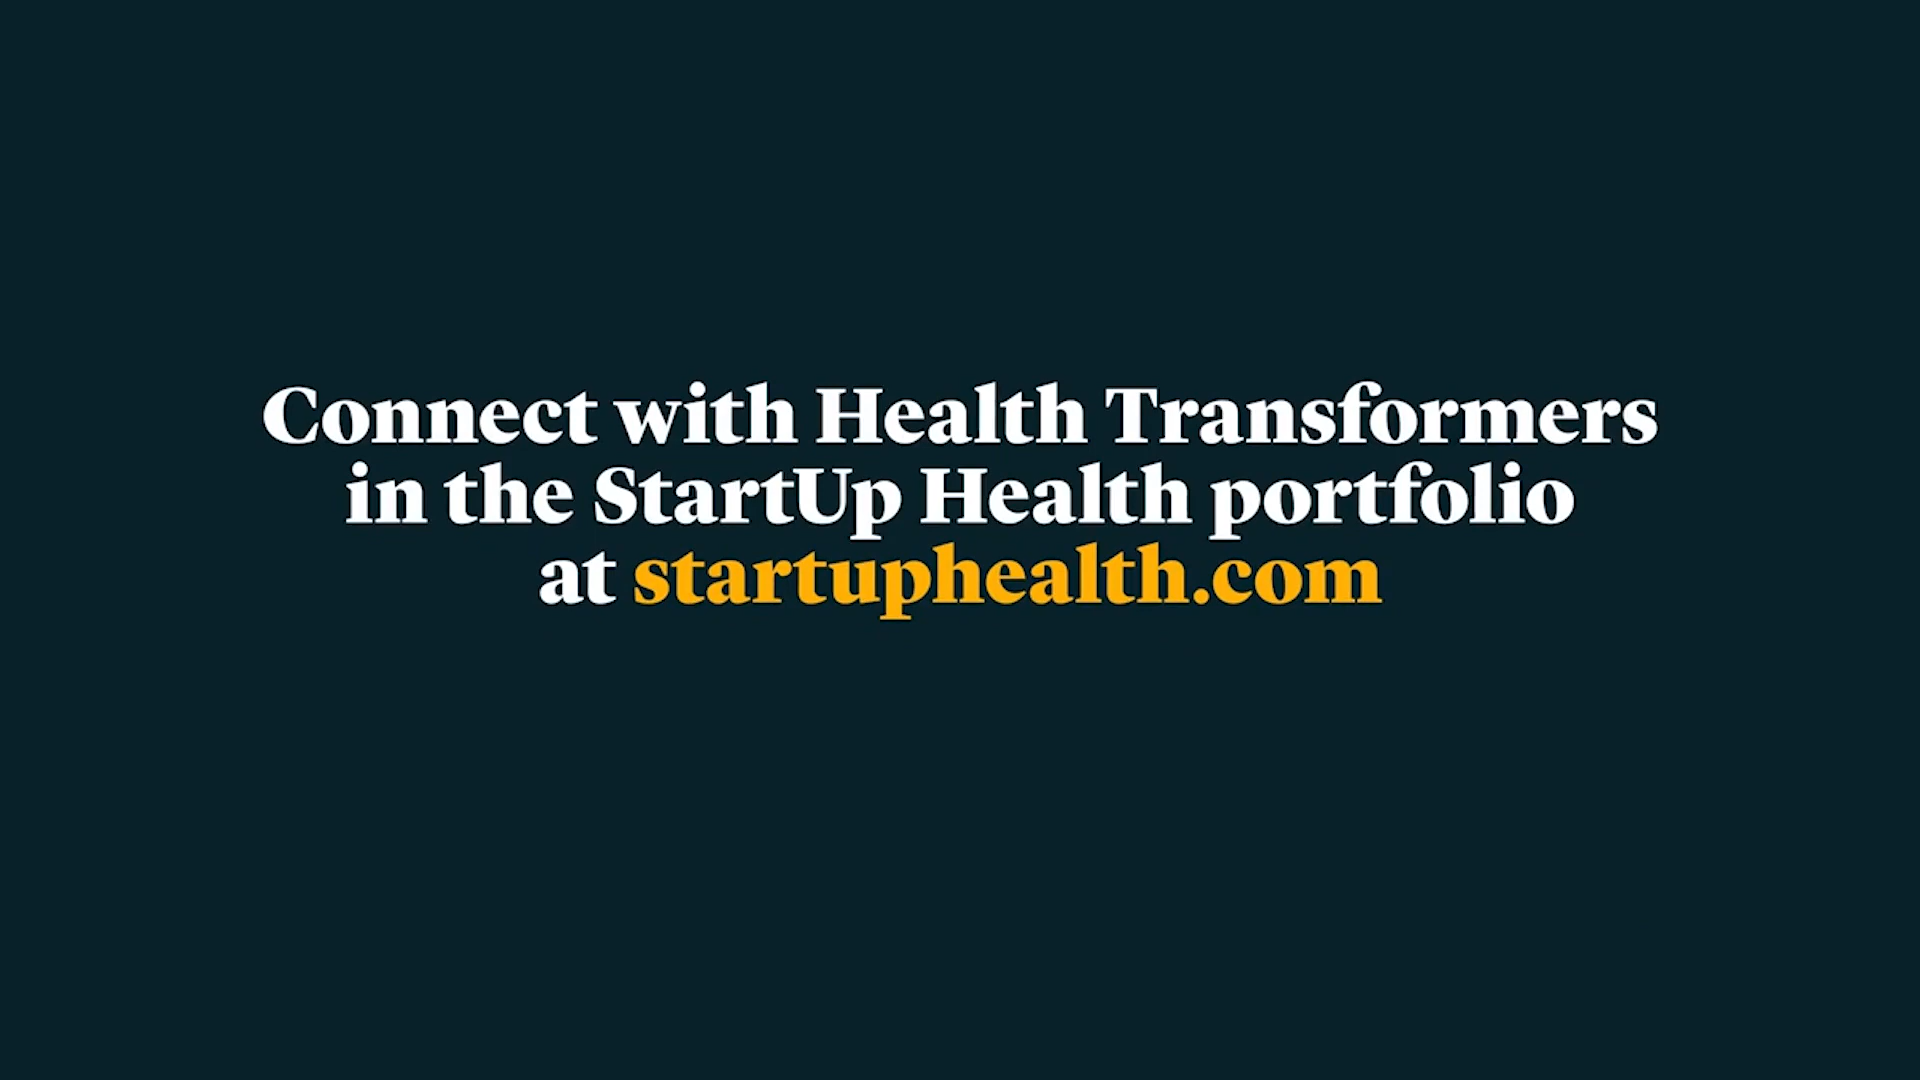 Connect with Health Transformers
in the StartUp Health portfolio
at startuphealth.com